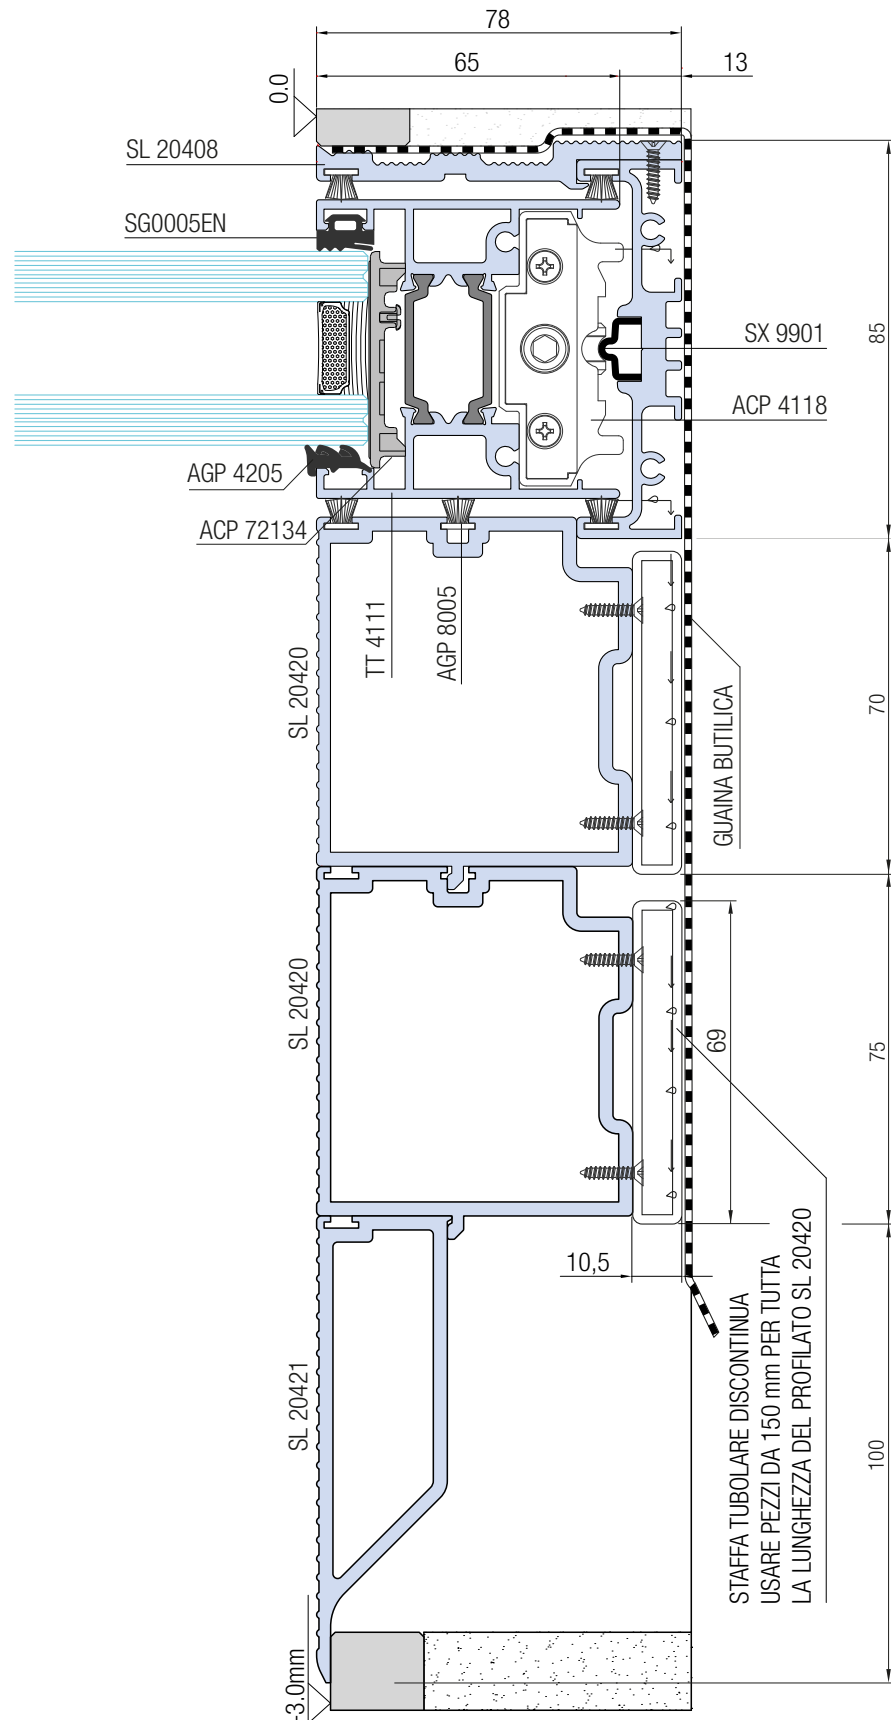 78
65
13
0.0
SL 20408
SG0005EN
SX 9901
85
ACP 4118
AGP 4205
ACP 72134
TT 4111
AGP 8005
SL 20420
GUAINA BUTILICA
70
SL 20420
69
75
10,5
STAFFA TUBOLARE DISCONTINUA
USARE PEZZI DA 150 mm PER TUTTA
LA LUNGHEZZA DEL PROFILATO SL 20420
SL 20421
100
-3.0mm